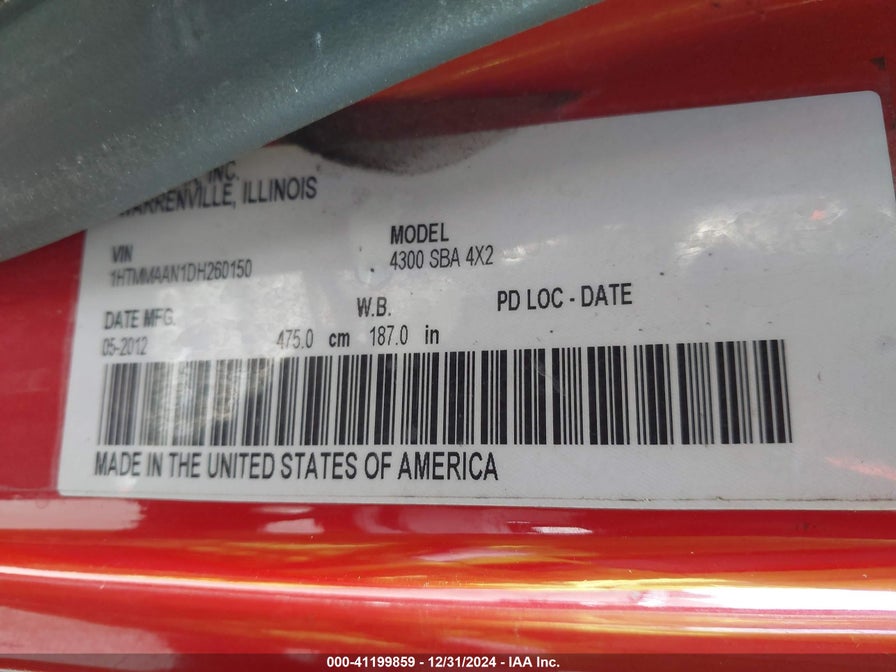 INC.
WARRENVILLE, ILLINOIS
VIN
1HTMMAAN1DH260150
MODEL
4300 SBA 4X2
DATE MFG.
05-2012
W.B.
475.0 cm 187.0 in
PD LOC - DATE
MADE IN THE UNITED STATES OF AMERICA
000-41199859 - 12/31/2024 - IAA Inc.